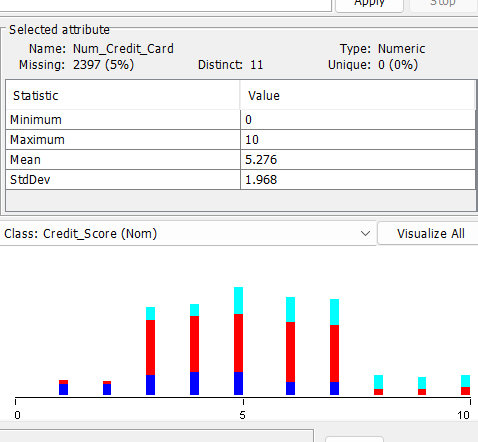 Apply Stop
Selected attribute
Name: Num_Credit_Card Type: Numeric
Missing: 2397 (5%) Distinct: 11 Unique: 0 (0%)
Statistic Value
Minimum 0
Maximum 10
Mean 5.276
StdDev 1.968
Class: Credit_Score (Nom) Visualize All
0 5 10